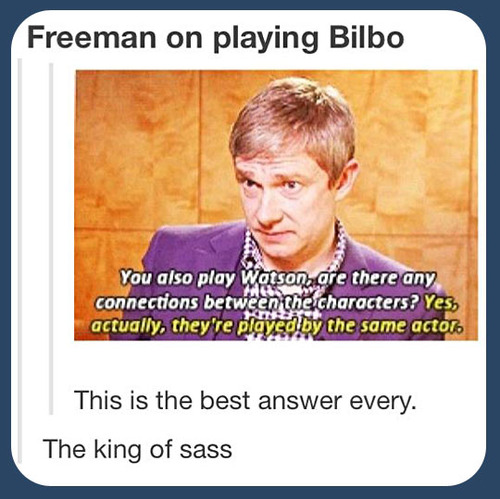 Freeman on playing Bilbo
You also play Watson, are there any
connections between the characters? Yes,
actually, they're played by the same actor.
This is the best answer every.
The king of sass